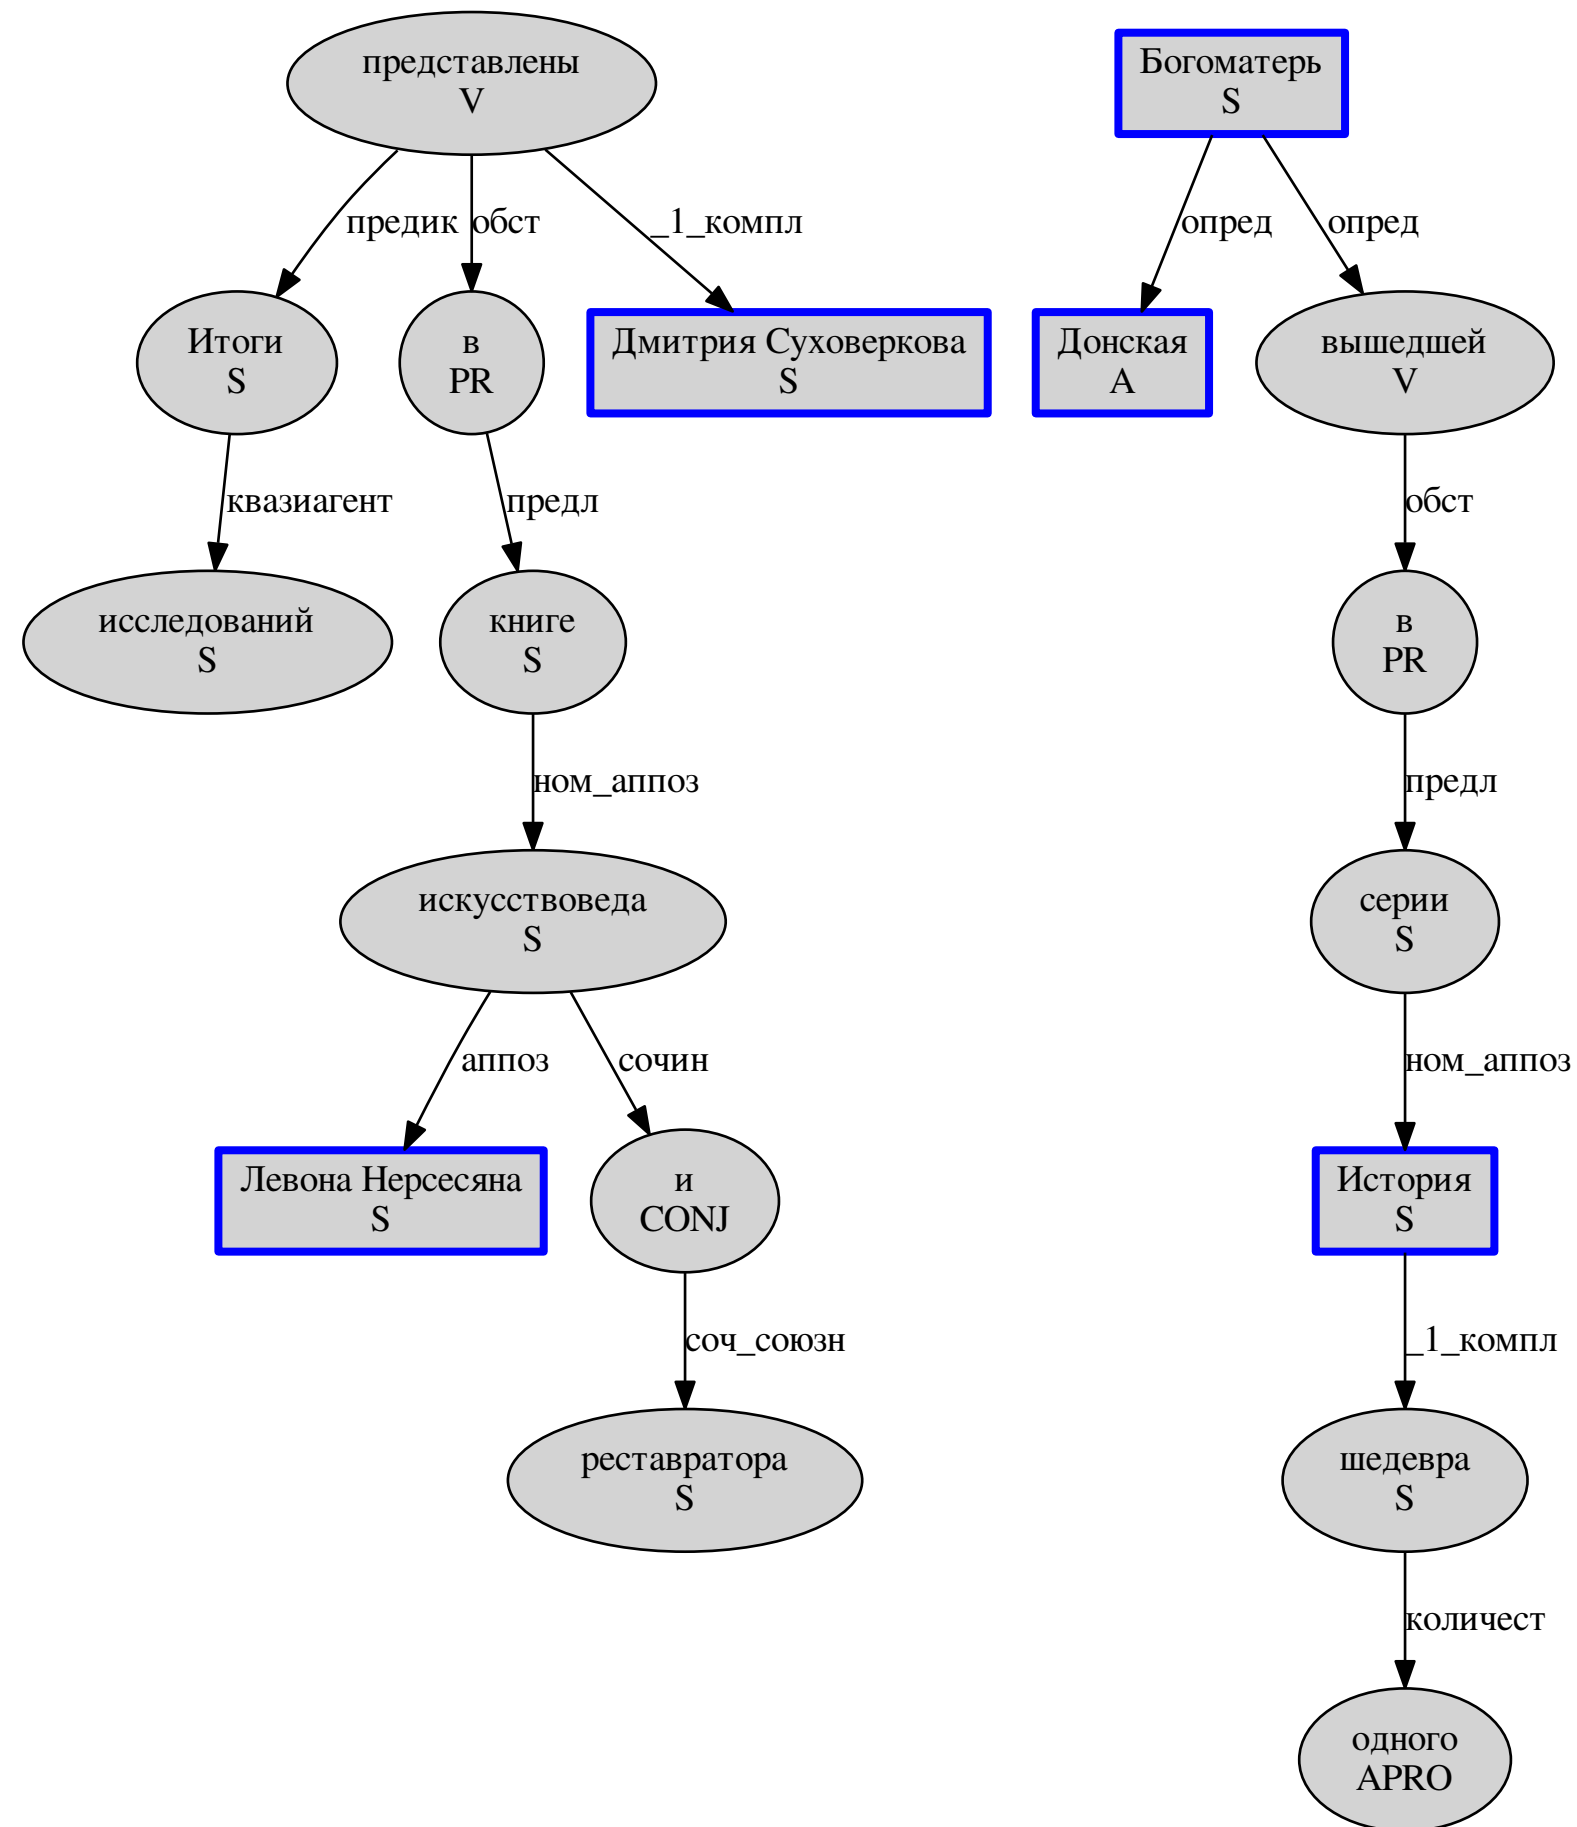 представлены
V
Богоматерь
S
предик
обст
_1_компл
опред
опред
Итоги
S
в
PR
Дмитрия Суховеркова
S
Донская
A
вышедшей
V
квазиагент
предл
обст
исследований
S
книге
S
в
PR
ном_аппоз
предл
искусствоведа
S
серии
S
аппоз
сочин
ном_аппоз
Левона Нерсесяна
S
и
CONJ
История
S
соч_союзн
_1_компл
реставратора
S
шедевра
S
количест
одного
APRO